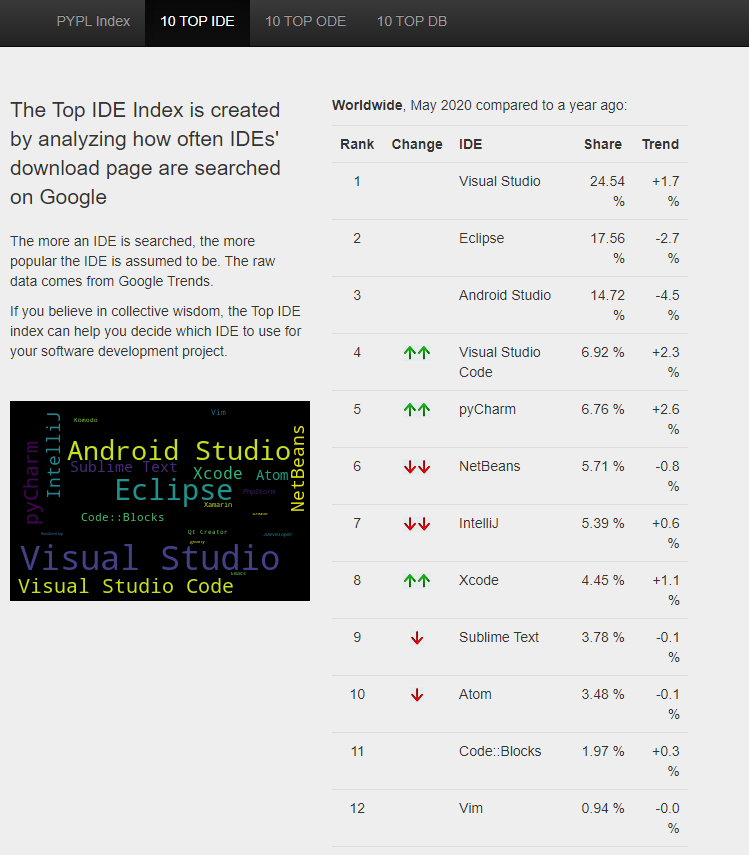 PYPL Index 10 TOP IDE 10 TOP ODE 10 TOP DB
The Top IDE Index is created
by analyzing how often IDEs'
download page are searched
on Google
The more an IDE is searched, the more
popular the IDE is assumed to be. The raw
data comes from Google Trends.
If you believe in collective wisdom, the Top IDE
index can help you decide which IDE to use for
your software development project.
Vim
Komodo
IntelliJ
pyCharm
Android Studio
NetBeans
Sublime Text
Xcode
Atom
Eclipse
PhpStorm
Xamarin
Code::Blocks
Qt Creator
JDeveloper
geany
Visual Studio
Visual Studio Code
Worldwide, May 2020 compared to a year ago:
Rank Change IDE Share Trend
1 Visual Studio 24.54 % +1.7 %
2 Eclipse 17.56 % -2.7 %
3 Android Studio 14.72 % -4.5 %
4 ↑↑ Visual Studio Code 6.92 % +2.3 %
5 ↑↑ pyCharm 6.76 % +2.6 %
6 ↓↓ NetBeans 5.71 % -0.8 %
7 ↓↓ IntelliJ 5.39 % +0.6 %
8 ↑↑ Xcode 4.45 % +1.1 %
9 ↓ Sublime Text 3.78 % -0.1 %
10 ↓ Atom 3.48 % -0.1 %
11 Code::Blocks 1.97 % +0.3 %
12 Vim 0.94 % -0.0 %